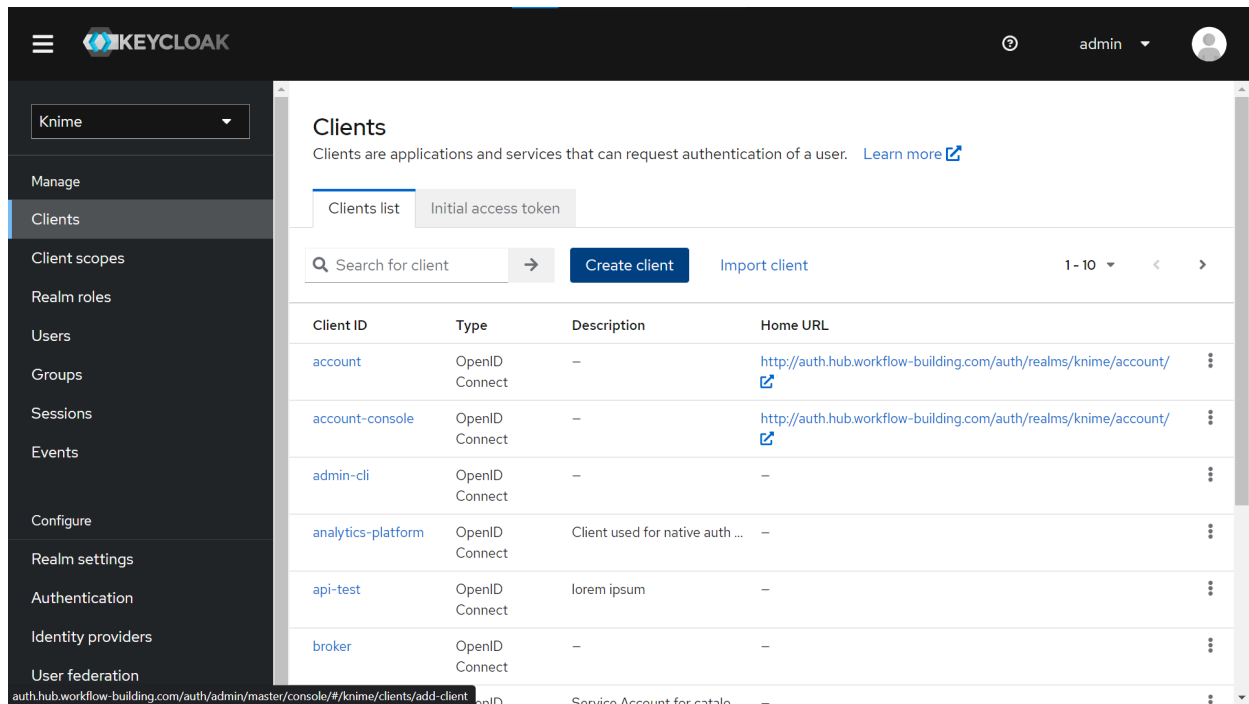 KEYCLOAK
admin
Knime
Manage
Clients
Client scopes
Realm roles
Users
Groups
Sessions
Events
Configure
Realm settings
Authentication
Identity providers
User federation
Clients
Clients are applications and services that can request authentication of a user. Learn more
Clients list Initial access token
Search for client Create client Import client 1 - 10
Client ID Type Description Home URL
account OpenID – http://auth.hub.workflow-building.com/auth/realms/knime/account/
Connect
account-console OpenID – http://auth.hub.workflow-building.com/auth/realms/knime/account/
Connect
admin-cli OpenID – –
Connect
analytics-platform OpenID Client used for native auth ... –
Connect
api-test OpenID lorem ipsum –
Connect
broker OpenID – –
Connect
Service Account for catalo... –
auth.hub.workflow-building.com/auth/admin/master/console/#/knime/clients/add-client